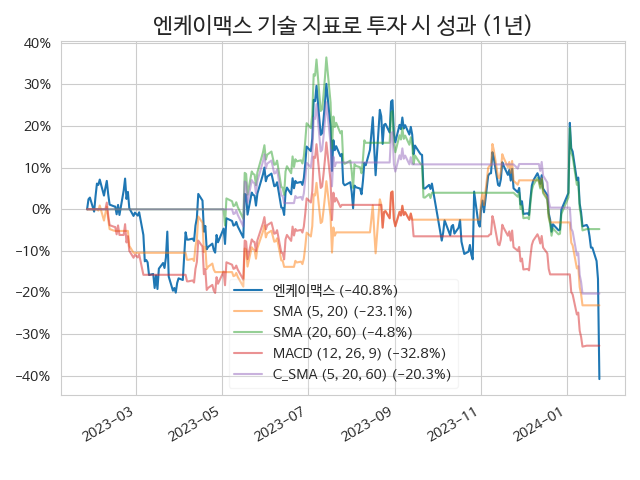 엔케이맥스 기술 지표로 투자 시 성과 (1년)
40%
30%
20%
10%
0%
−10%
−20%
−30%
−40%
엔케이맥스 (−40.8%)
SMA (5, 20) (−23.1%)
SMA (20, 60) (−4.8%)
MACD (12, 26, 9) (−32.8%)
C_SMA (5, 20, 60) (−20.3%)
2023−03
2023−05
2023−07
2023−09
2023−11
2024−01